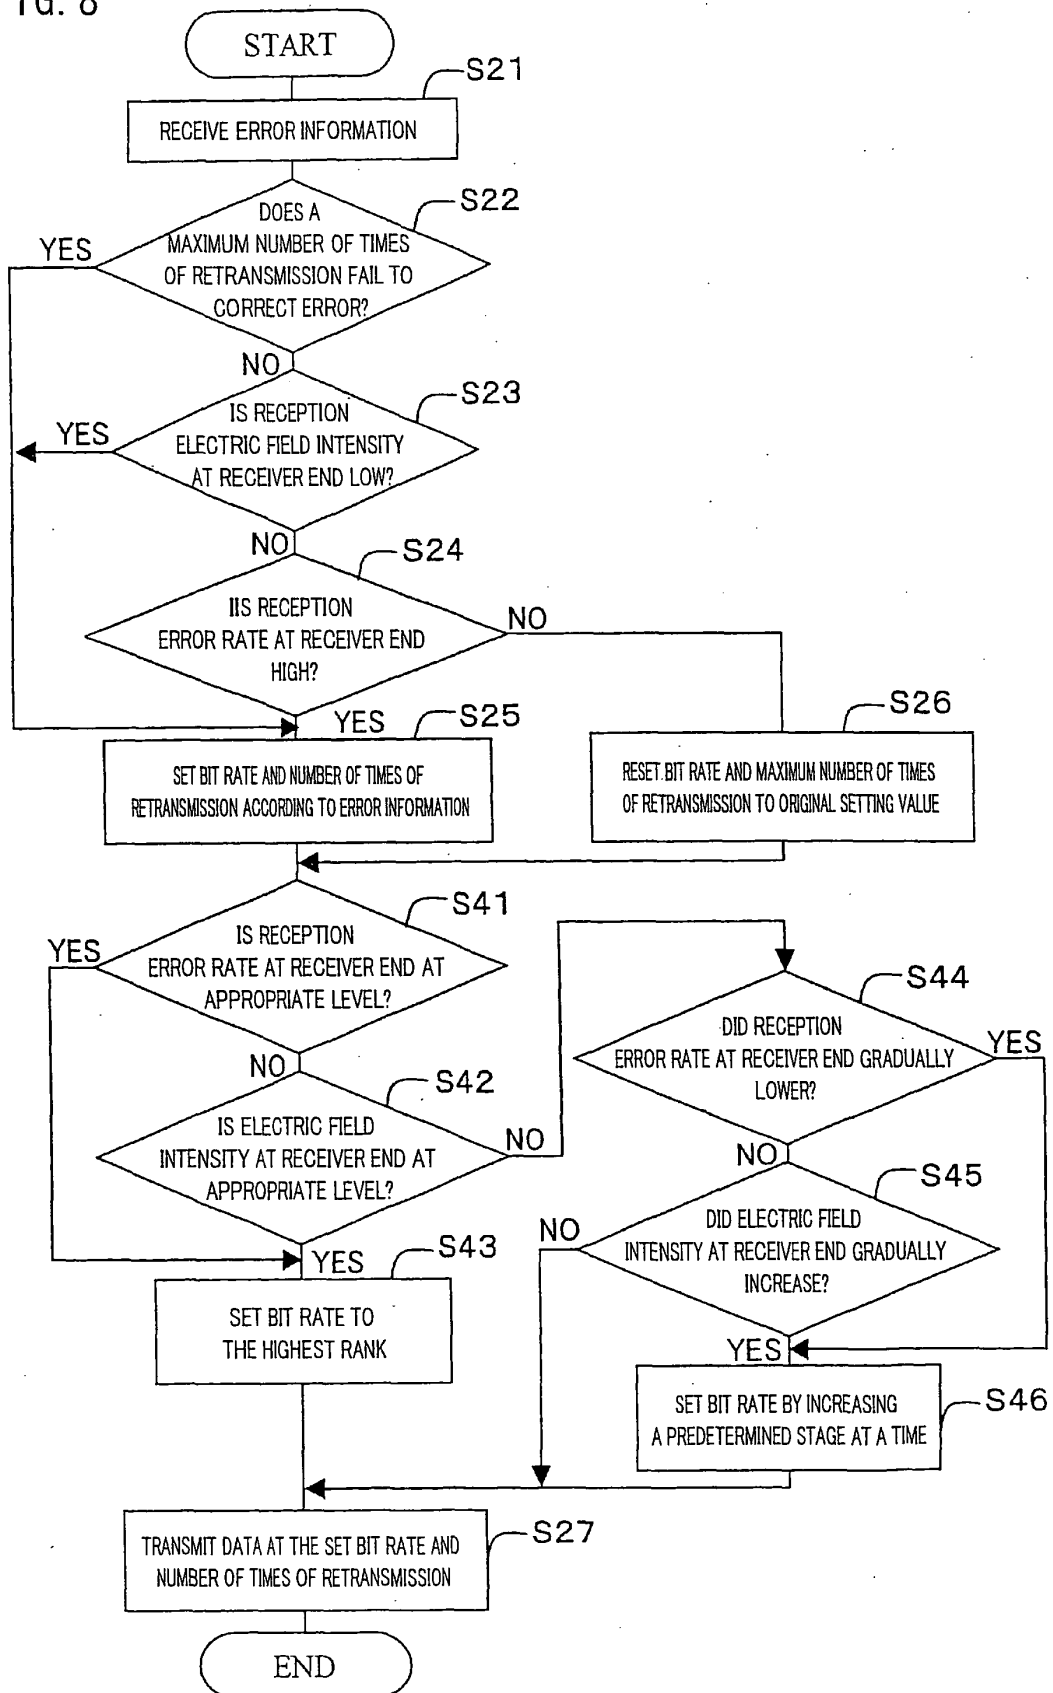 FIG. 8
START
S21
RECEIVE ERROR INFORMATION
S22
DOES A
MAXIMUM NUMBER OF TIMES
OF RETRANSMISSION FAIL TO
CORRECT ERROR?
YES
NO
S23
IS RECEPTION
ELECTRIC FIELD INTENSITY
AT RECEIVER END LOW?
YES
NO
S24
IIS RECEPTION
ERROR RATE AT RECEIVER END
HIGH?
NO
YES
S25
SET BIT RATE AND NUMBER OF TIMES OF
RETRANSMISSION ACCORDING TO ERROR INFORMATION
S26
RESET BIT RATE AND MAXIMUM NUMBER OF TIMES
OF RETRANSMISSION TO ORIGINAL SETTING VALUE
S41
IS RECEPTION
ERROR RATE AT RECEIVER END AT
APPROPRIATE LEVEL?
YES
NO
S42
IS ELECTRIC FIELD
INTENSITY AT RECEIVER END AT
APPROPRIATE LEVEL?
NO
YES
S43
SET BIT RATE TO
THE HIGHEST RANK
S44
DID RECEPTION
ERROR RATE AT RECEIVER END GRADUALLY
LOWER?
YES
NO
S45
DID ELECTRIC FIELD
INTENSITY AT RECEIVER END GRADUALLY
INCREASE?
NO
YES
S46
SET BIT RATE BY INCREASING
A PREDETERMINED STAGE AT A TIME
S27
TRANSMIT DATA AT THE SET BIT RATE AND
NUMBER OF TIMES OF RETRANSMISSION
END